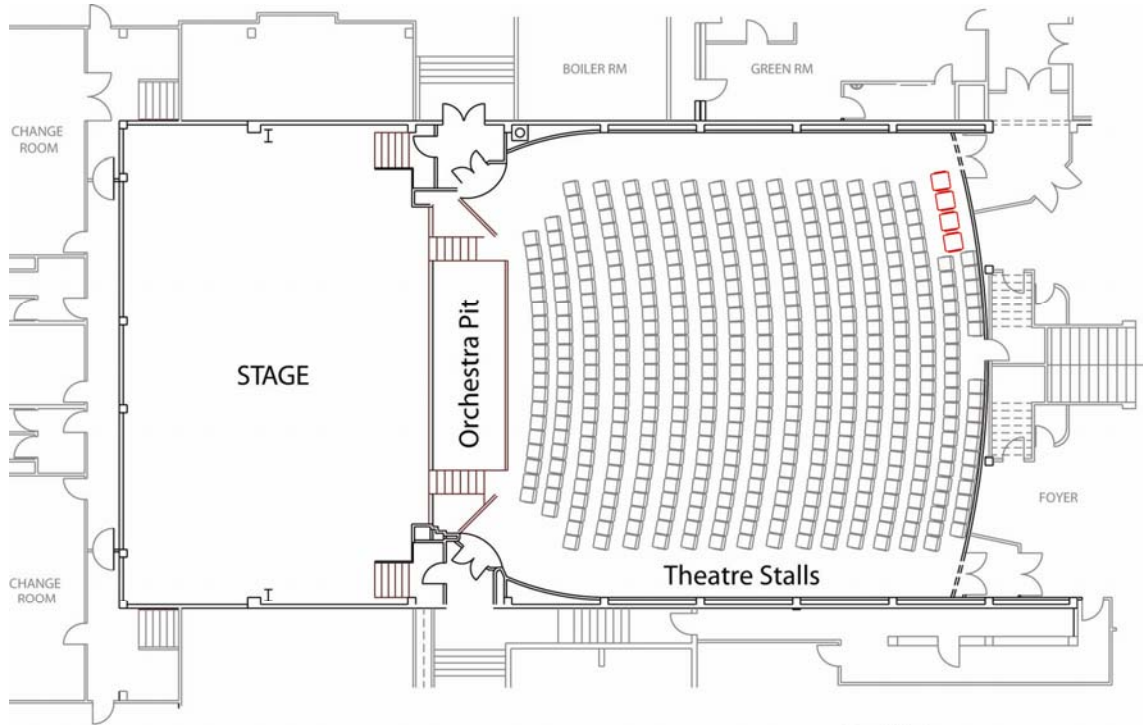 BOILER RM
GREEN RM
CHANGE
ROOM
STAGE
Orchestra Pit
FOYER
Theatre Stalls
CHANGE
ROOM